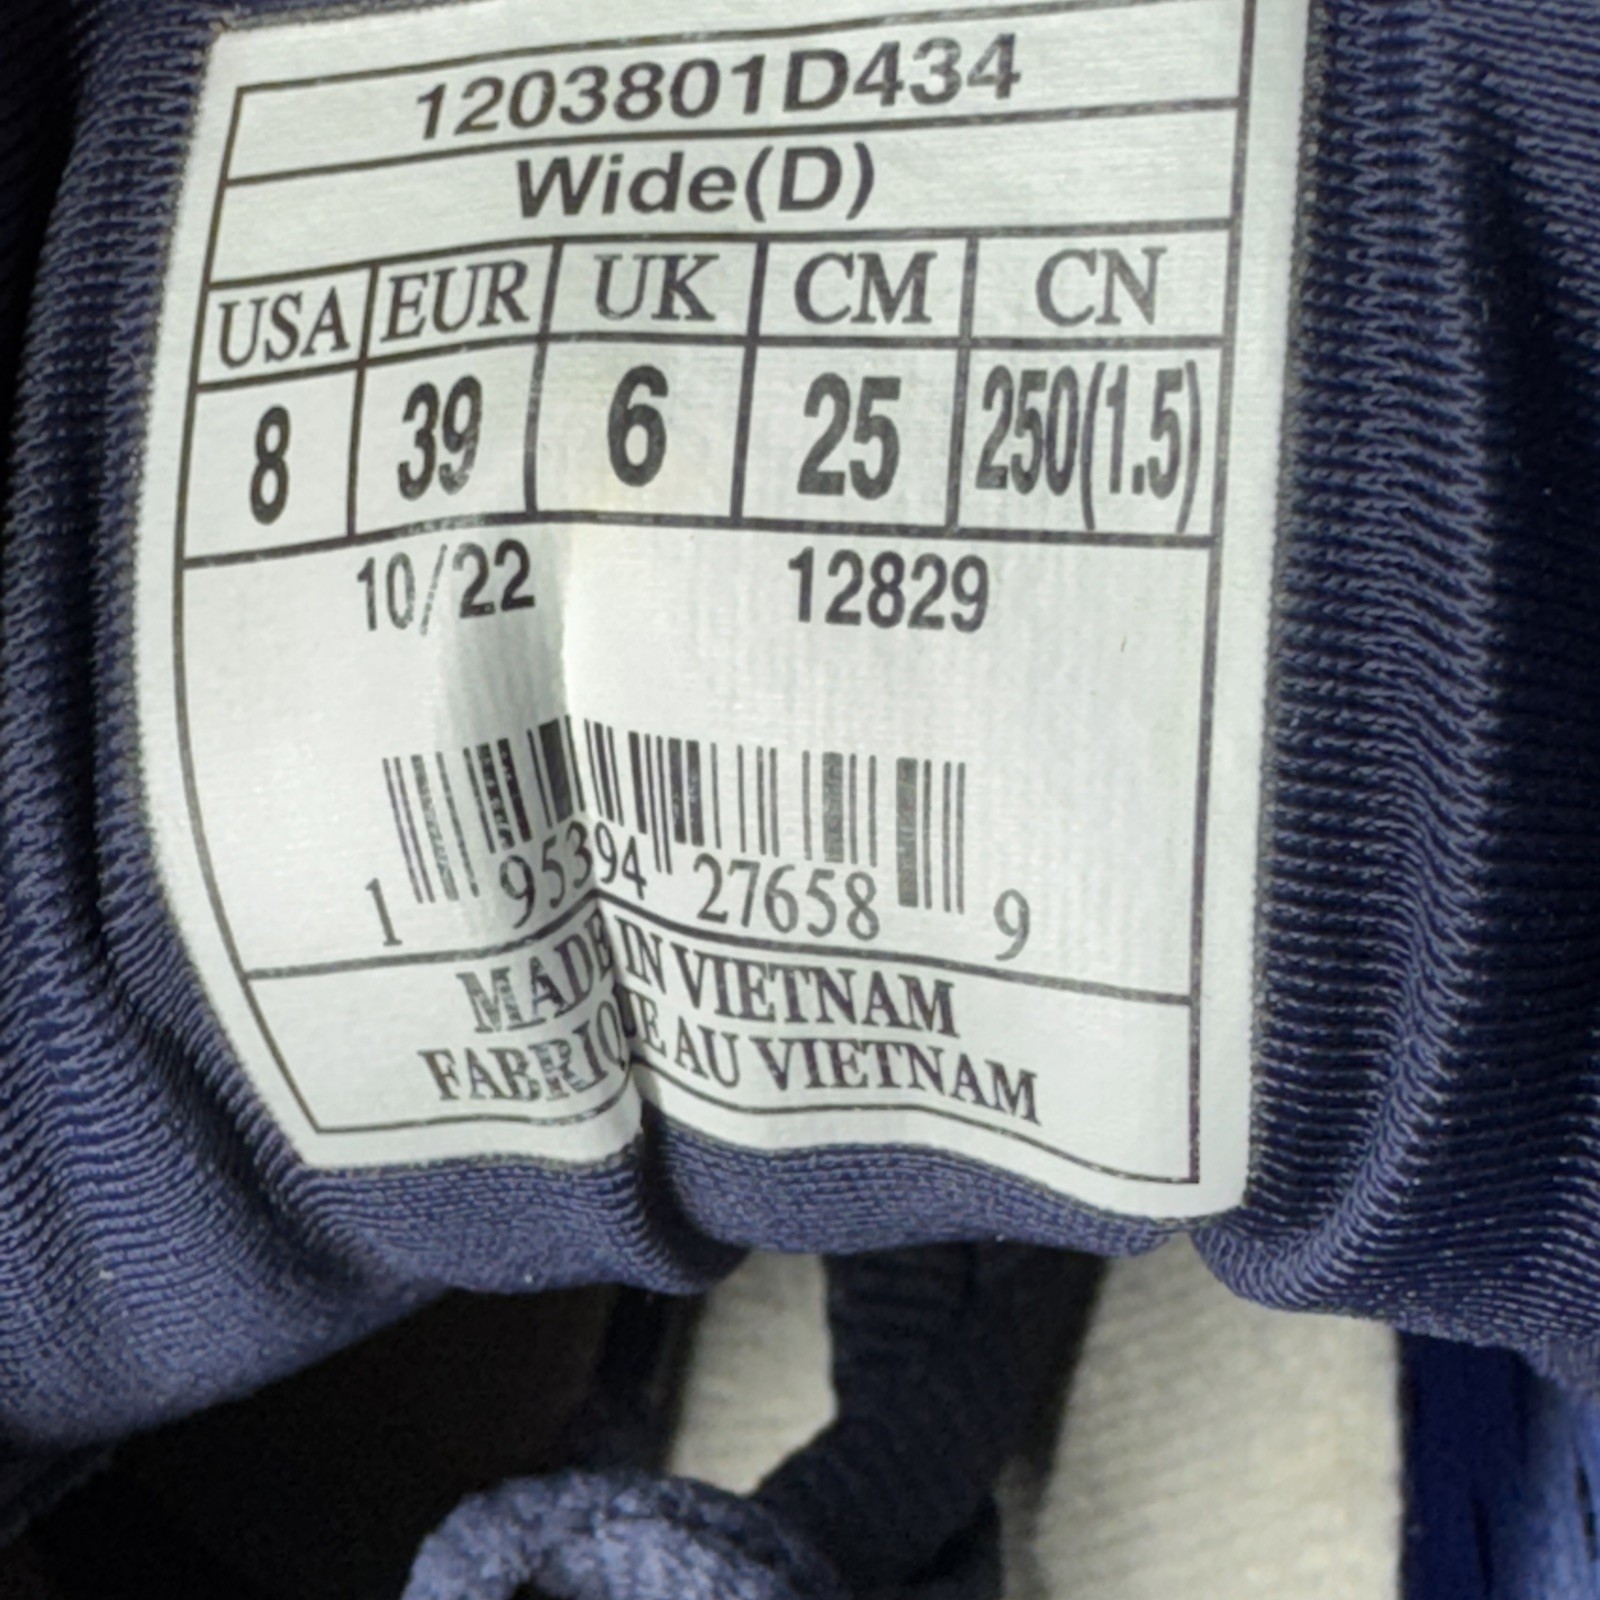 1203801D434
Wide(D)
USA EUR UK CM CN
8 39 6 25 250(1.5)
10/22 12829
1 95394 27658 9
MADE IN VIETNAM
FABRIQUE AU VIETNAM